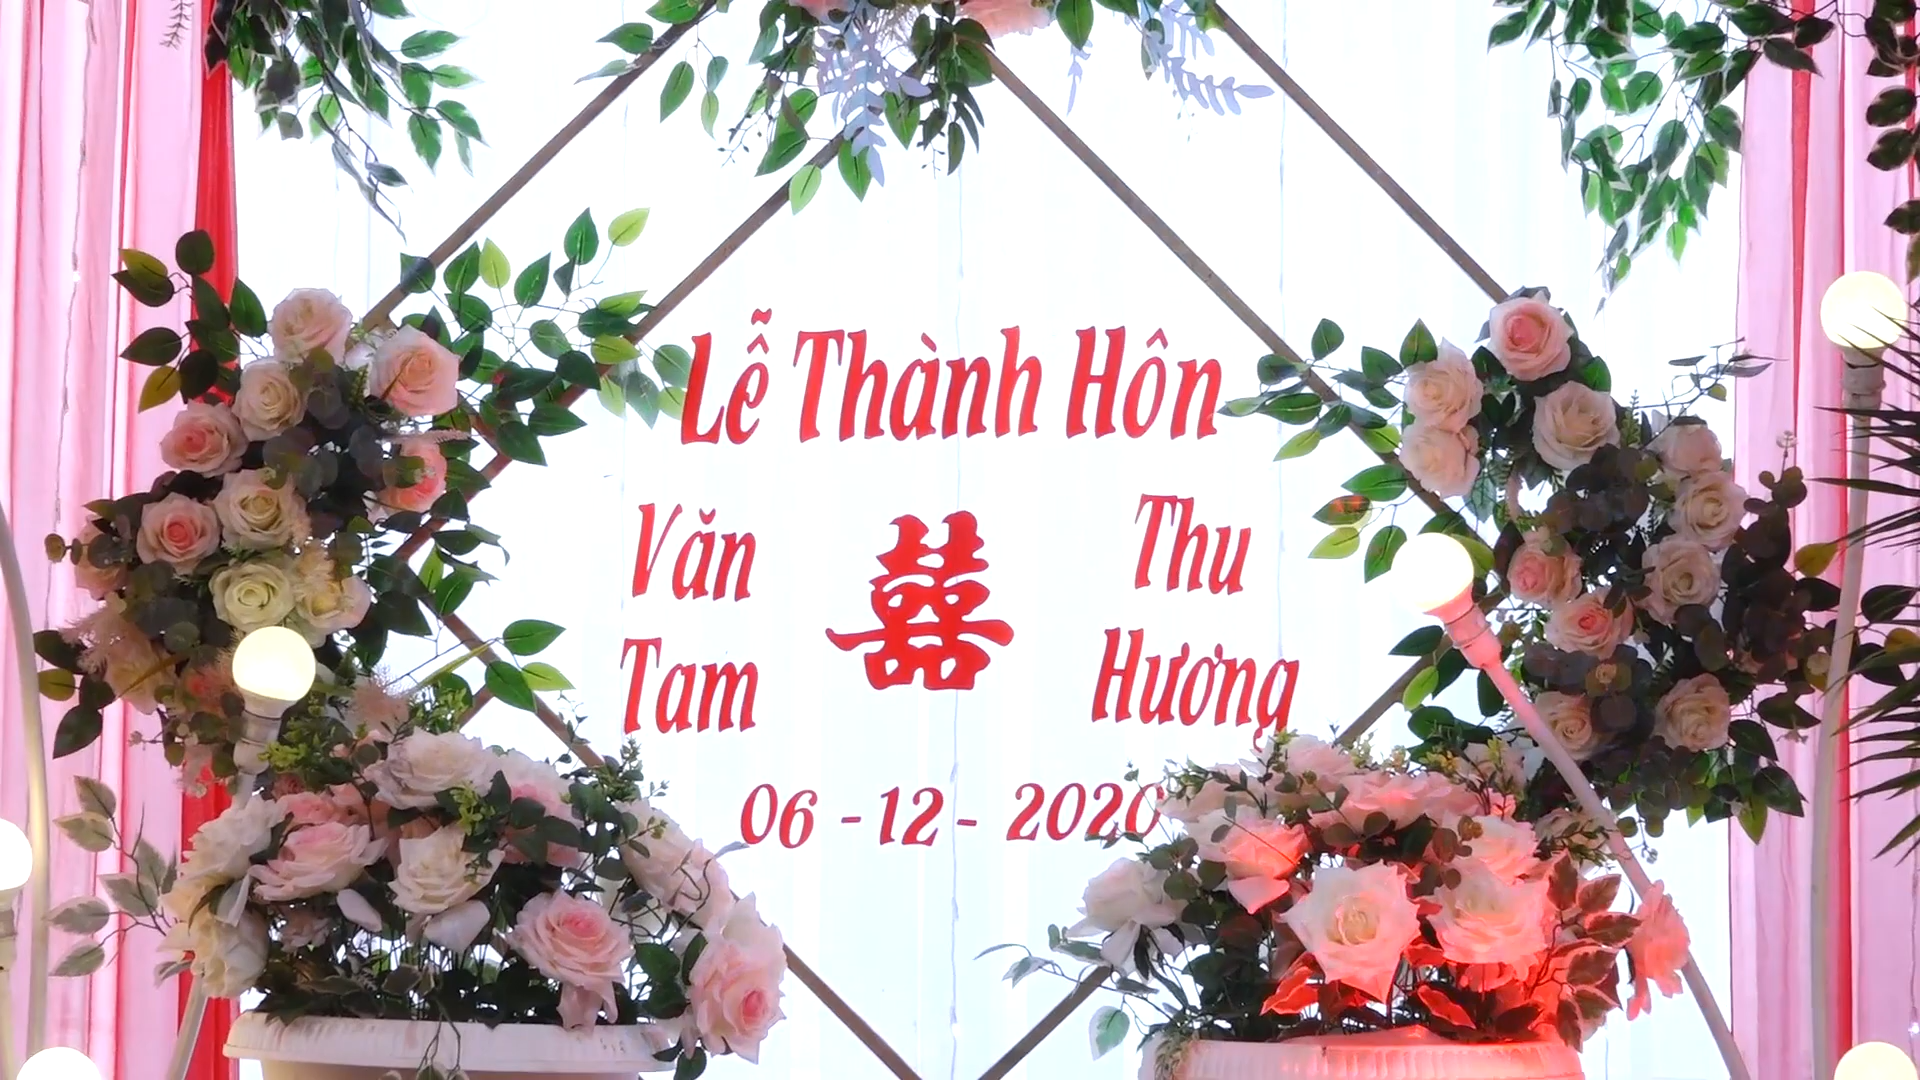 Lễ Thành Hôn
Văn Tam
囍
Thu Hương
06 - 12 - 2020